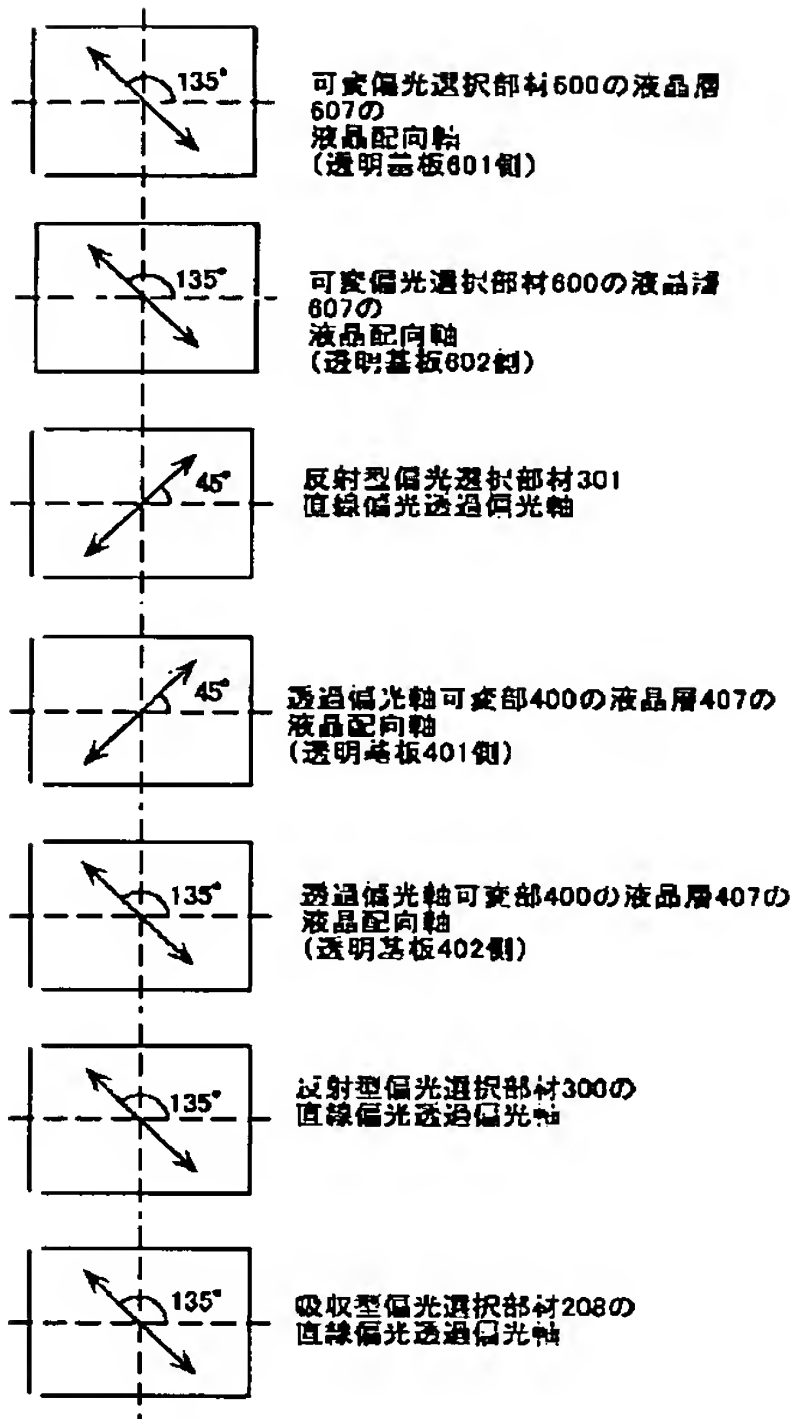 135°
可変偏光選択部材600の液晶層
607の
液晶配向軸
(透明基板601側)
135°
可変偏光選択部材600の液晶層
607の
液晶配向軸
(透明基板602側)
45°
反射型偏光選択部材301
直線偏光透過偏光軸
45°
透過偏光軸可変部400の液晶層407の
液晶配向軸
(透明基板401側)
135°
透過偏光軸可変部400の液晶層407の
液晶配向軸
(透明基板402側)
135°
反射型偏光選択部材300の
直線偏光透過偏光軸
135°
吸収型偏光選択部材208の
直線偏光透過偏光軸